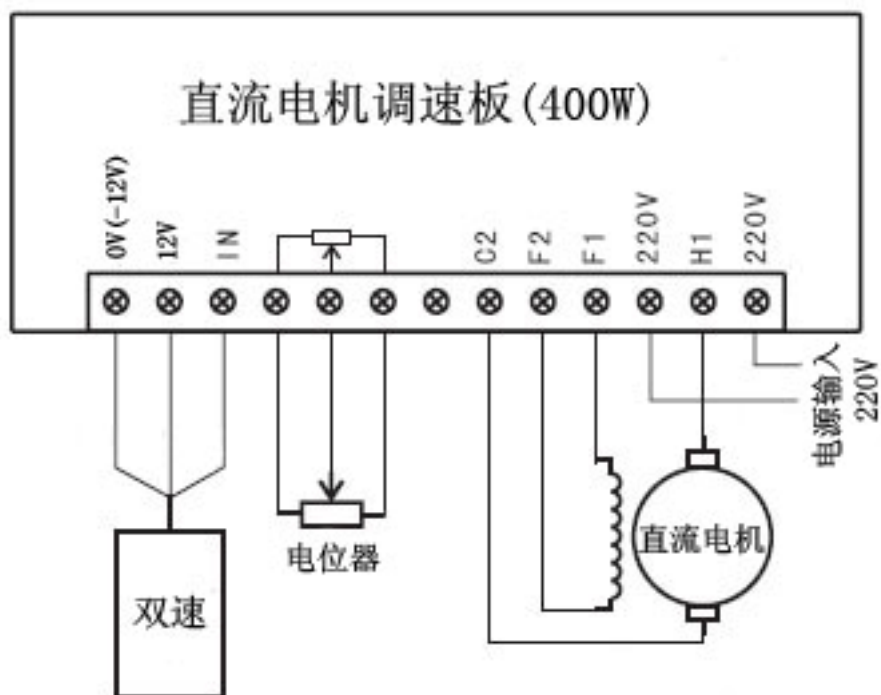 直流电机调速板(400W)
0V(-12V)
12V
IN
C2
F2
F1
220V
H1
220V
电源输入
220V
电位器
直流电机
双速